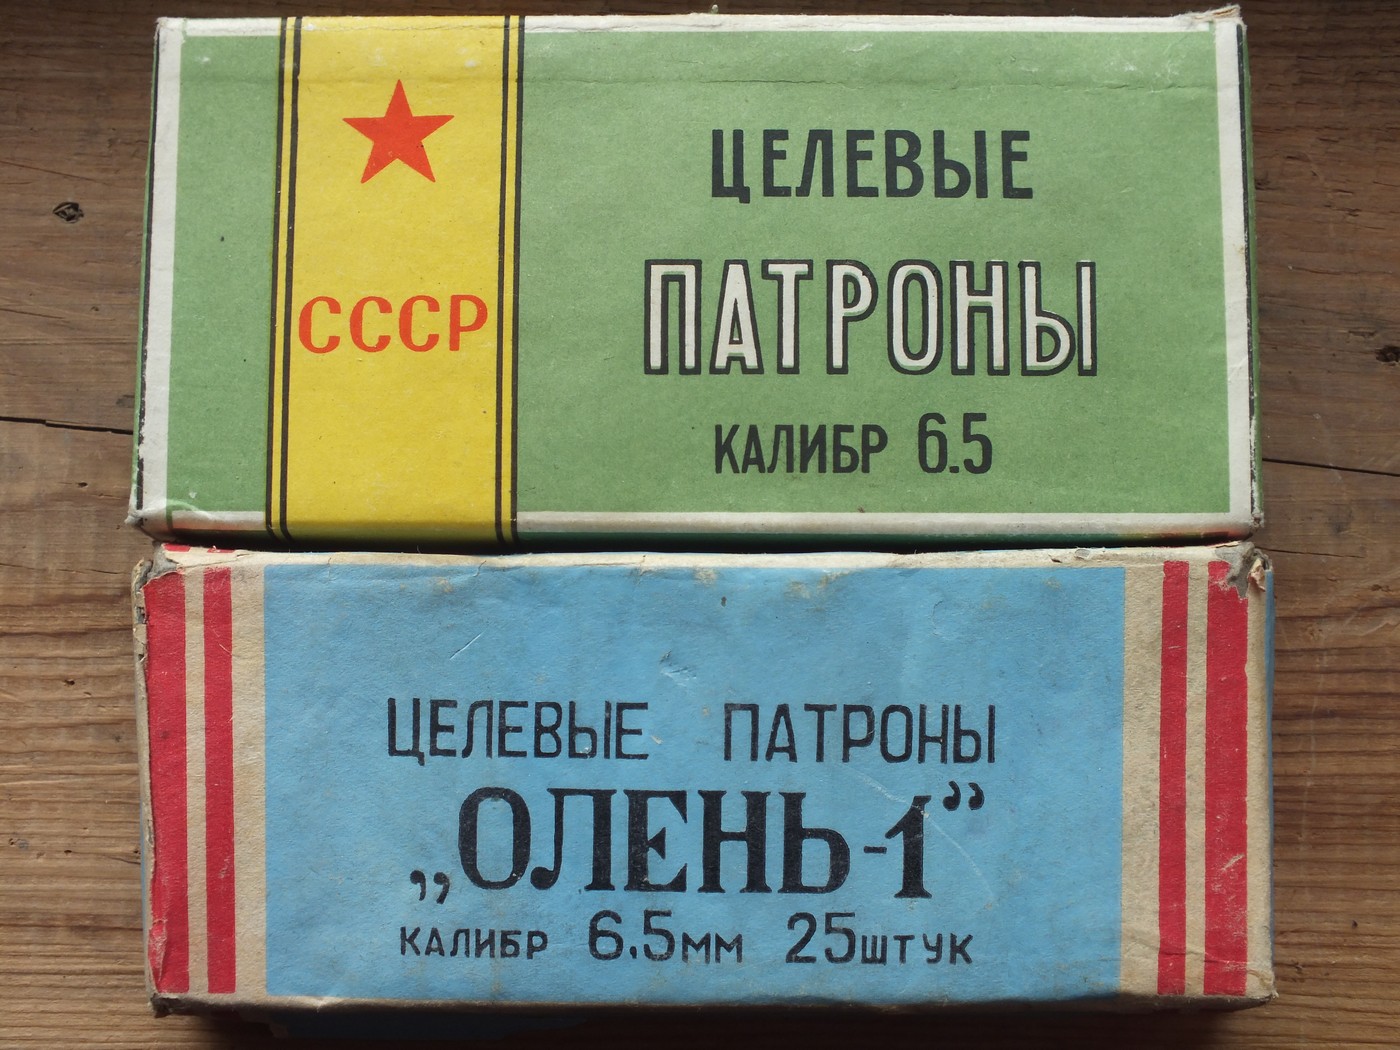 СССР
ЦЕЛЕВЫЕ
ПАТРОНЫ
КАЛИБР 6.5
ЦЕЛЕВЫЕ ПАТРОНЫ
„ОЛЕНЬ-1”
КАЛИБР 6.5мм 25штук